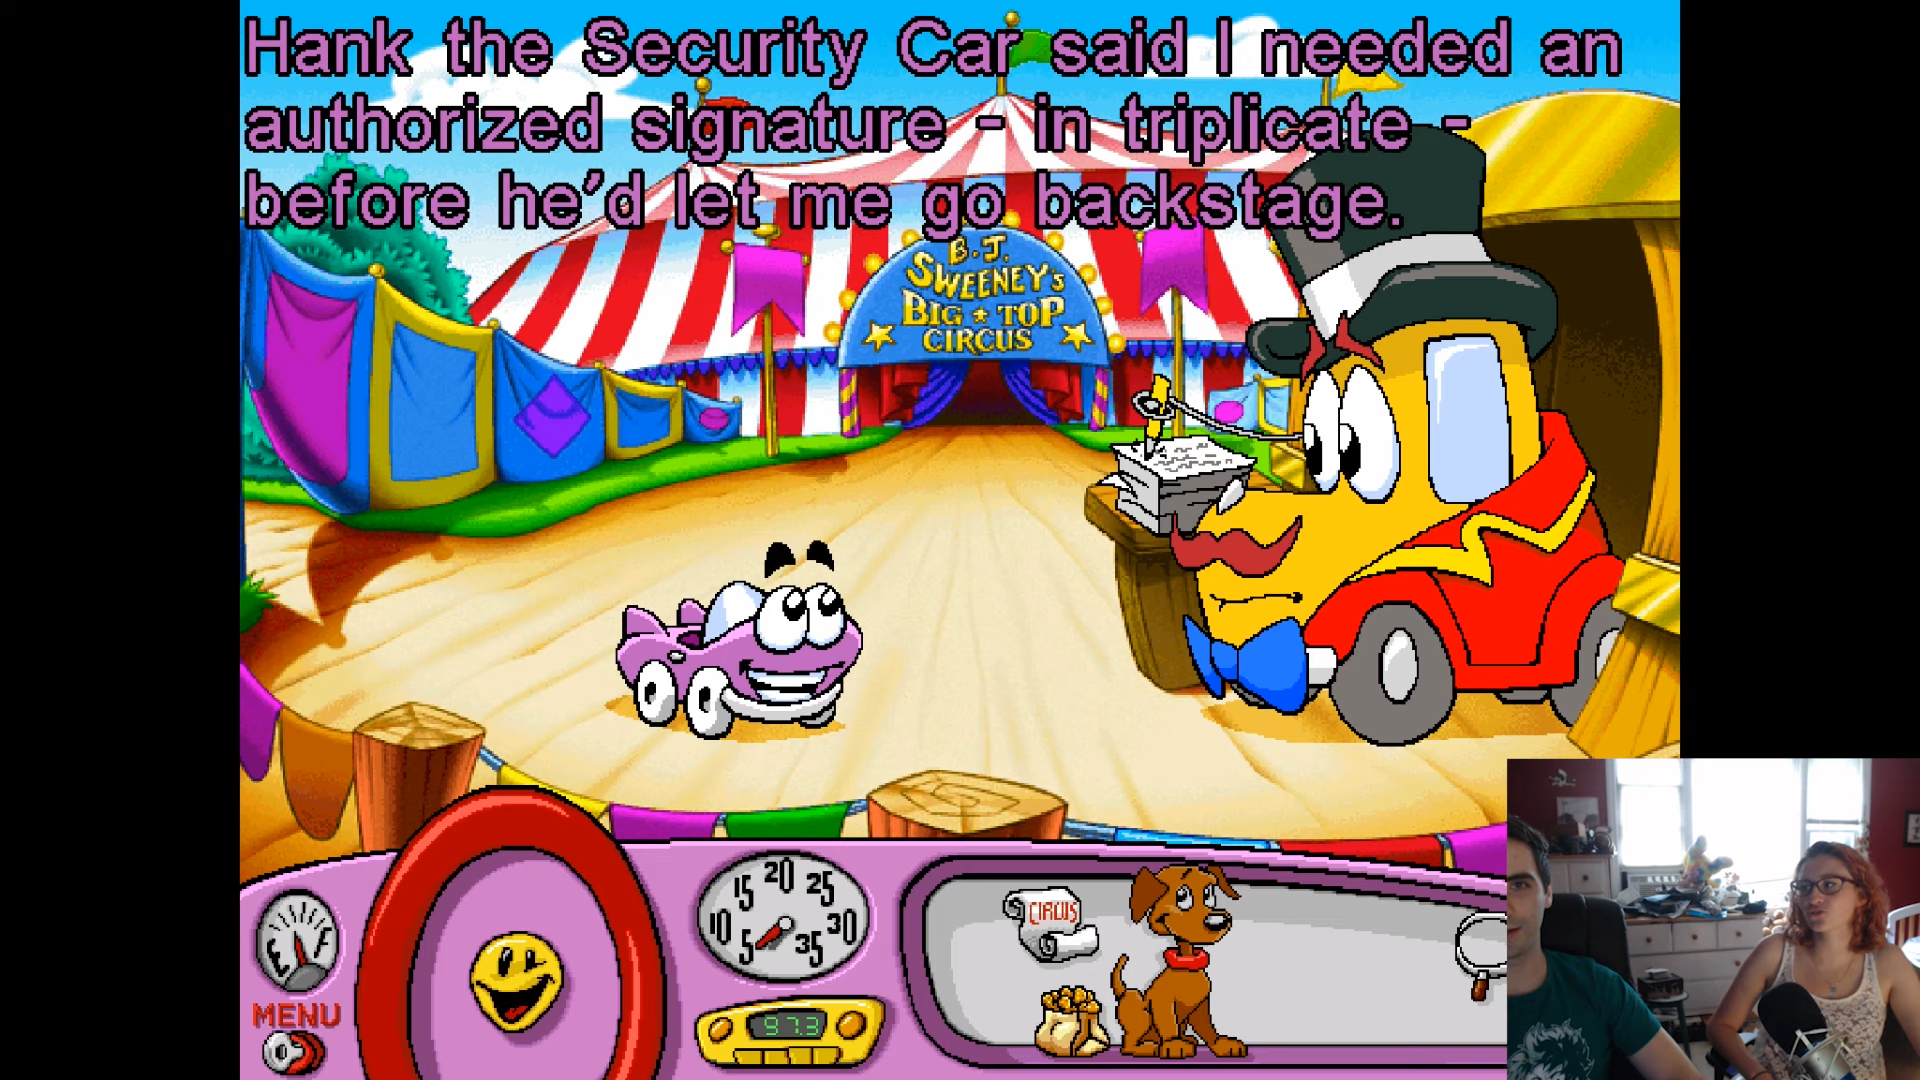 Hank the Security Car said I needed an
authorized signature - in triplicate -
before he'd let me go backstage.
B.J.
SWEENEY'S
BIG ★ TOP
CIRCUS
CIRCUS
E F
5 10 15 20 25 30 35
97.3
MENU